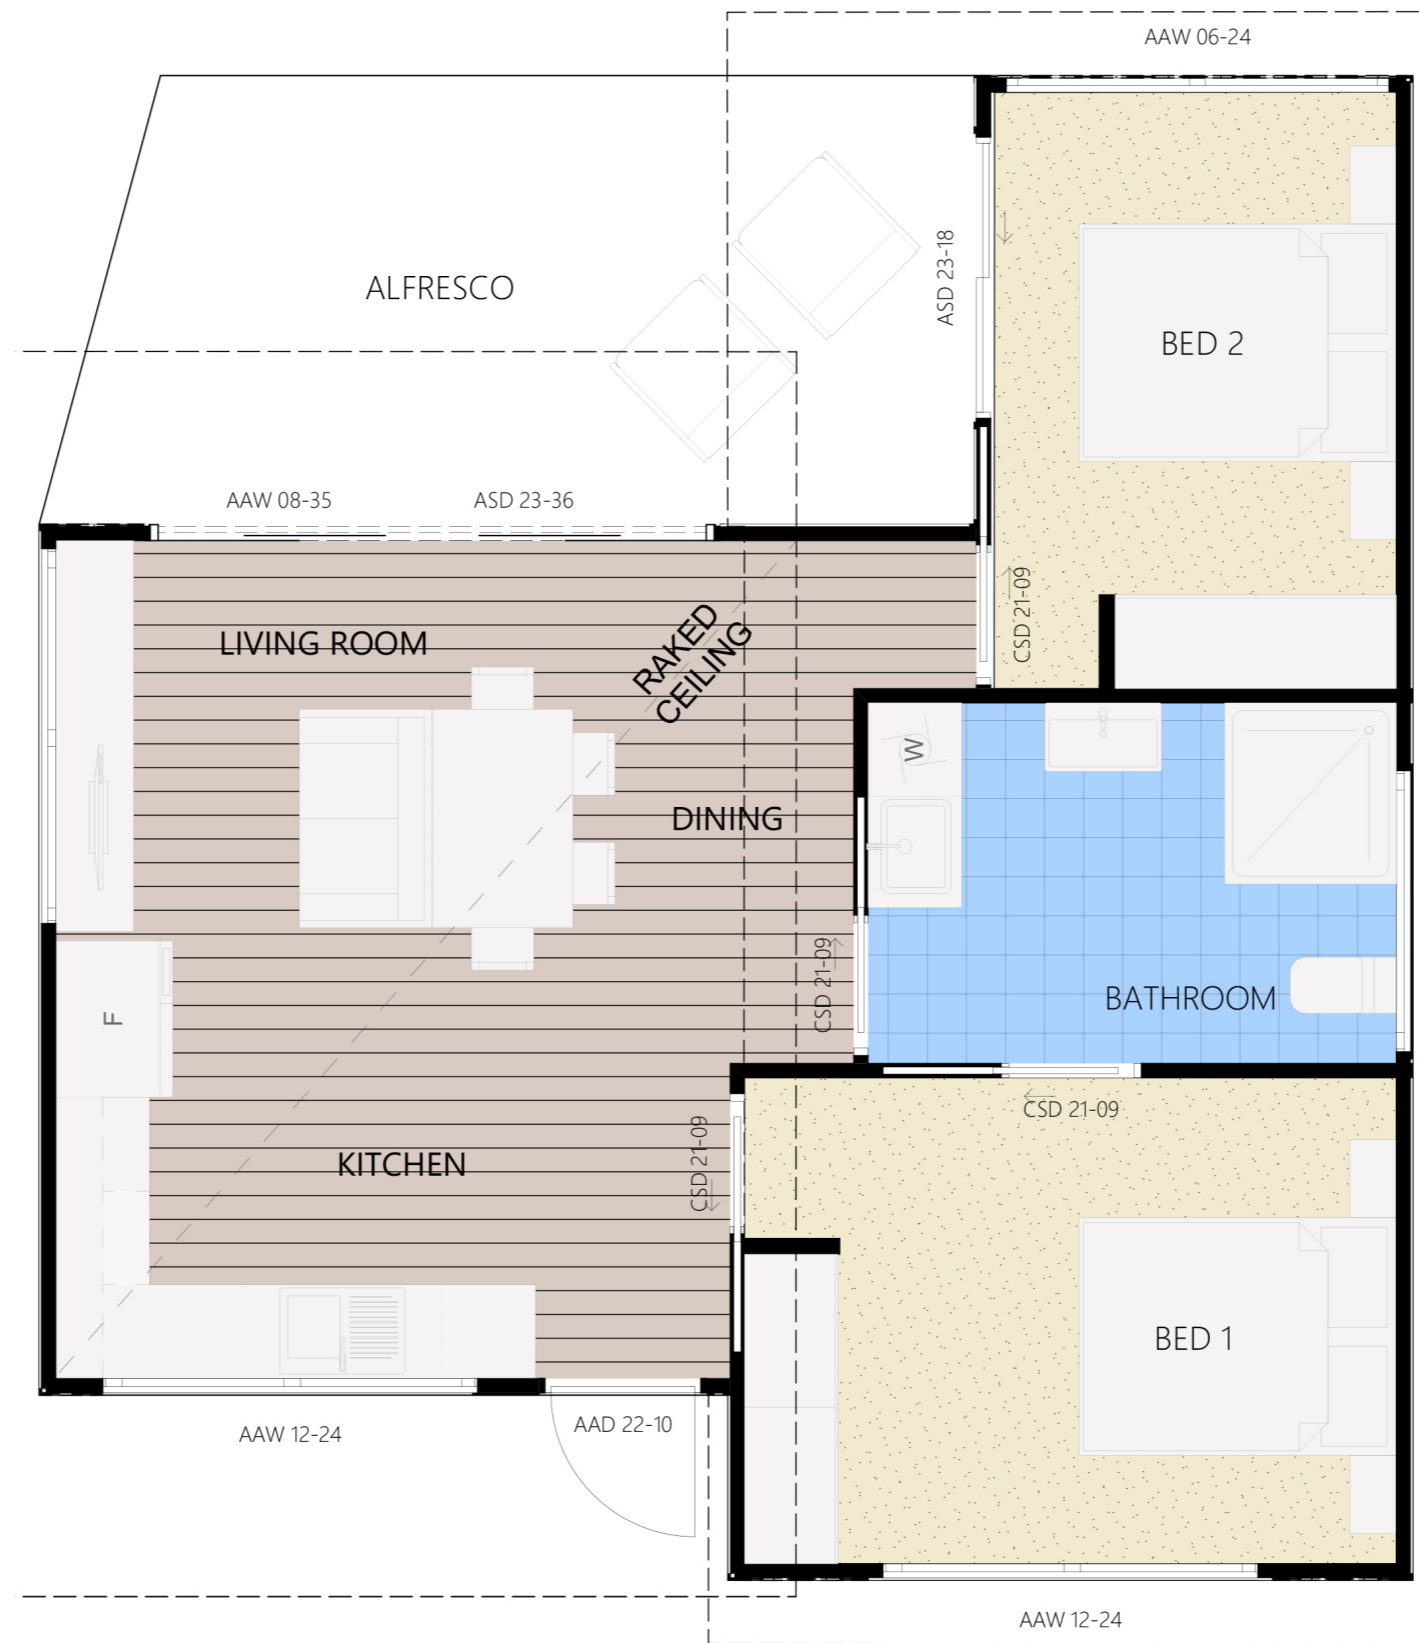 AAW 06-24
ALFRESCO
ASD 23-18
BED 2
AAW 08-35
ASD 23-36
CSD 21-09
LIVING ROOM
RAKED
CEILING
W
DINING
CSD 21-09
BATHROOM
F
CSD 21-09
CSD 21-09
KITCHEN
BED 1
AAW 12-24
AAD 22-10
AAW 12-24